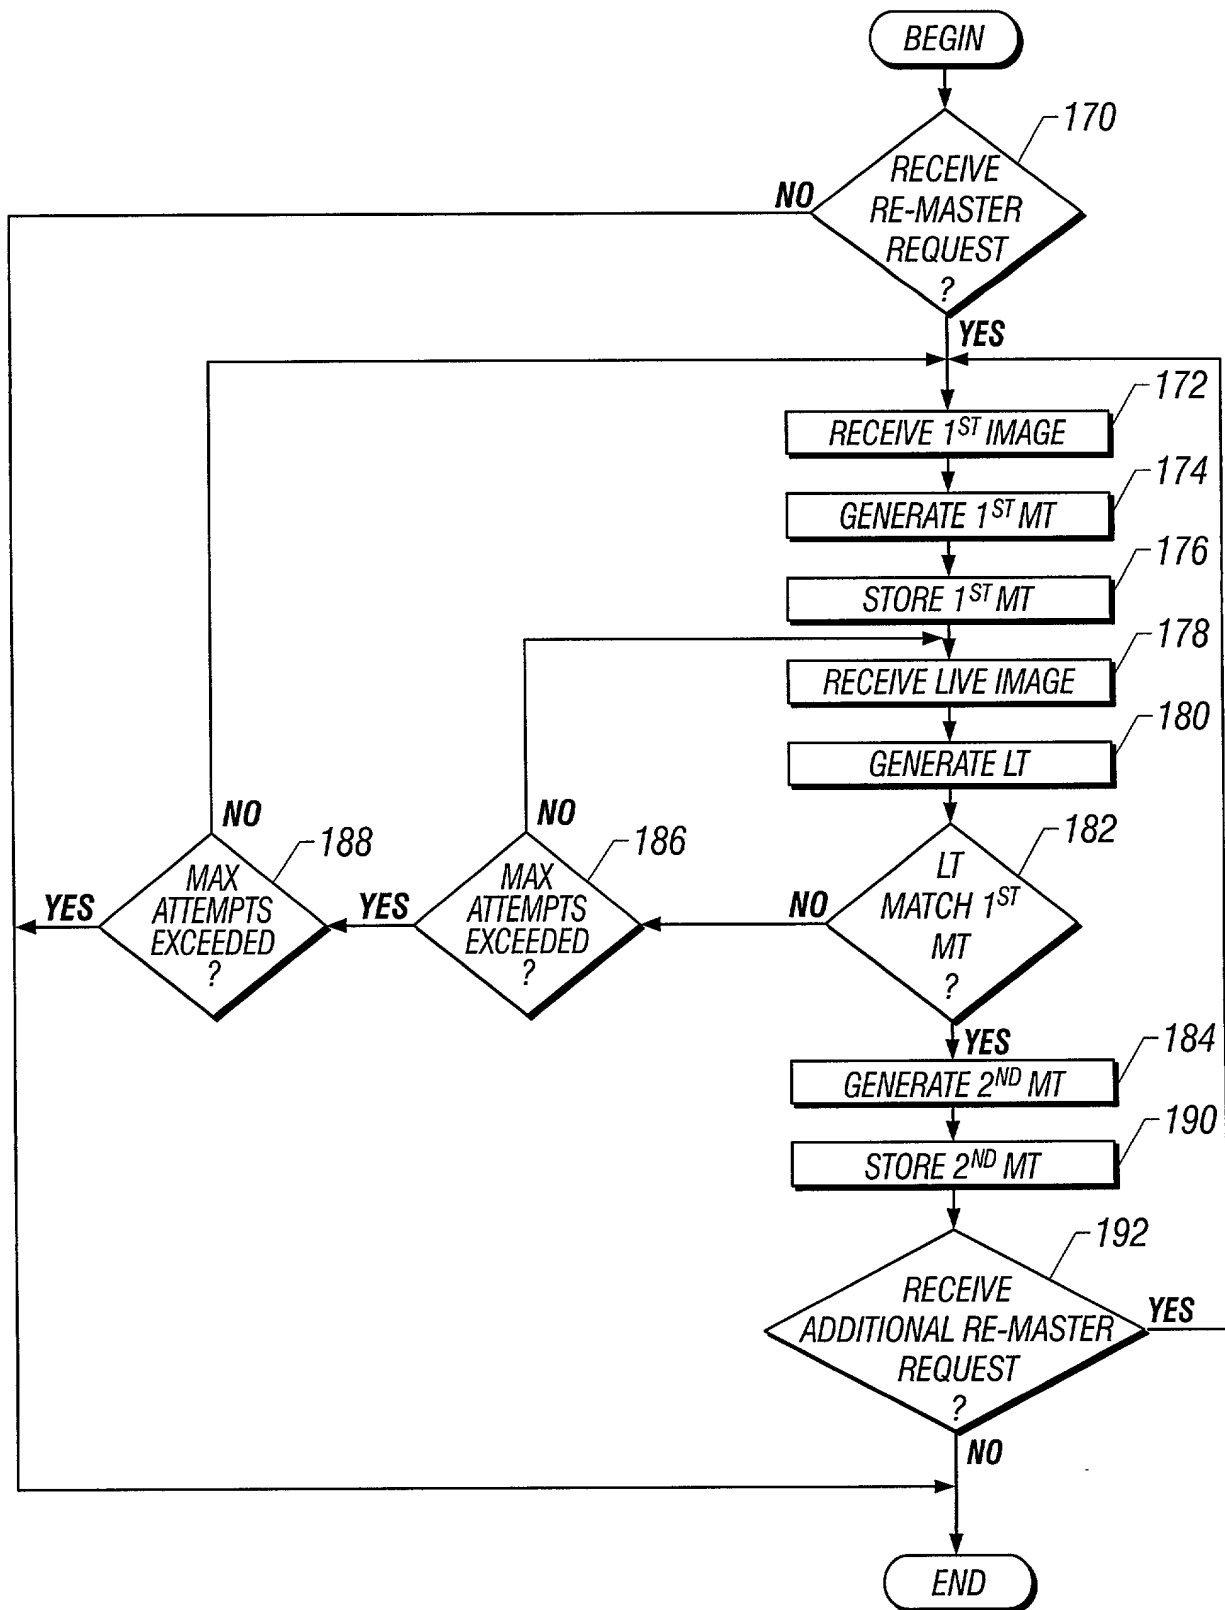 BEGIN
170
RECEIVE
RE-MASTER
REQUEST
?
NO
YES
172
RECEIVE 1ST IMAGE
174
GENERATE 1ST MT
176
STORE 1ST MT
178
RECEIVE LIVE IMAGE
180
GENERATE LT
182
LT
MATCH 1ST
MT
?
NO
YES
186
MAX
ATTEMPTS
EXCEEDED
?
NO
YES
188
MAX
ATTEMPTS
EXCEEDED
?
NO
YES
184
GENERATE 2ND MT
190
STORE 2ND MT
192
RECEIVE
ADDITIONAL RE-MASTER
REQUEST
?
YES
NO
END